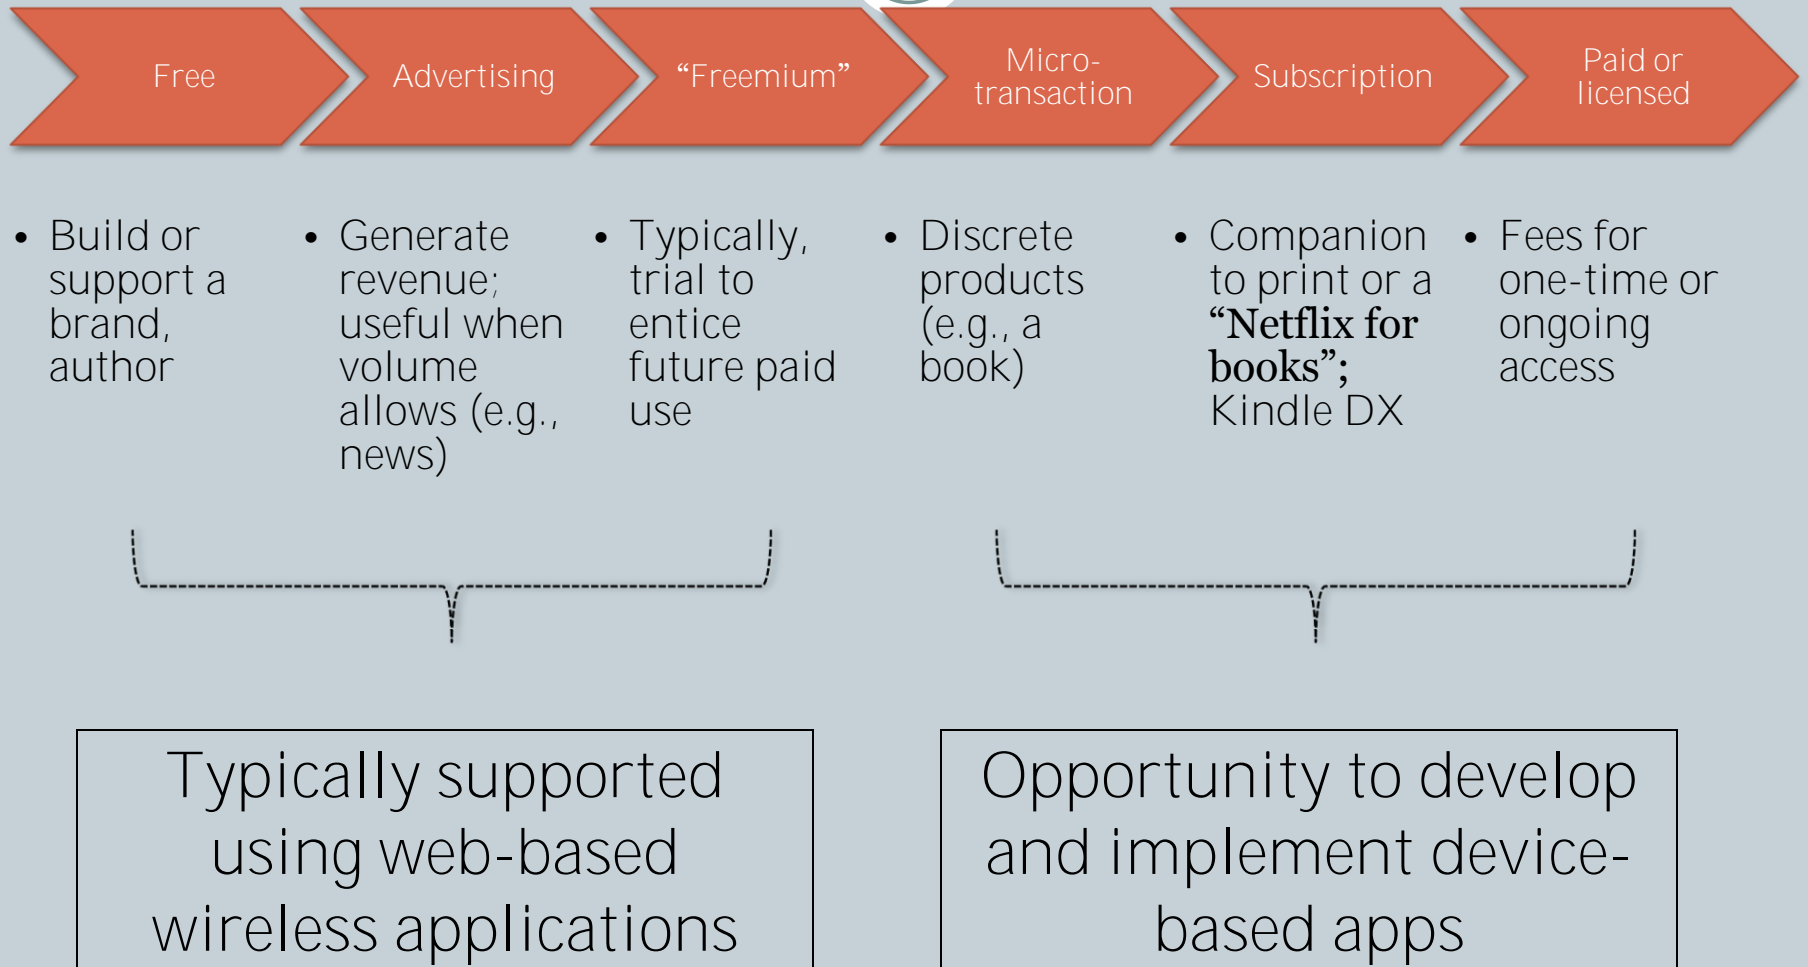 Free
Advertising
“Freemium”
Micro-
transaction
Subscription
Paid or
licensed
• Build or
support a
brand,
author
• Generate
revenue;
useful when
volume
allows (e.g.,
news)
• Typically,
trial to
entice
future paid
use
• Discrete
products
(e.g., a
book)
• Companion
to print or a
“Netflix for
books”;
Kindle DX
• Fees for
one-time or
ongoing
access
Typically supported
using web-based
wireless applications
Opportunity to develop
and implement device-
based apps